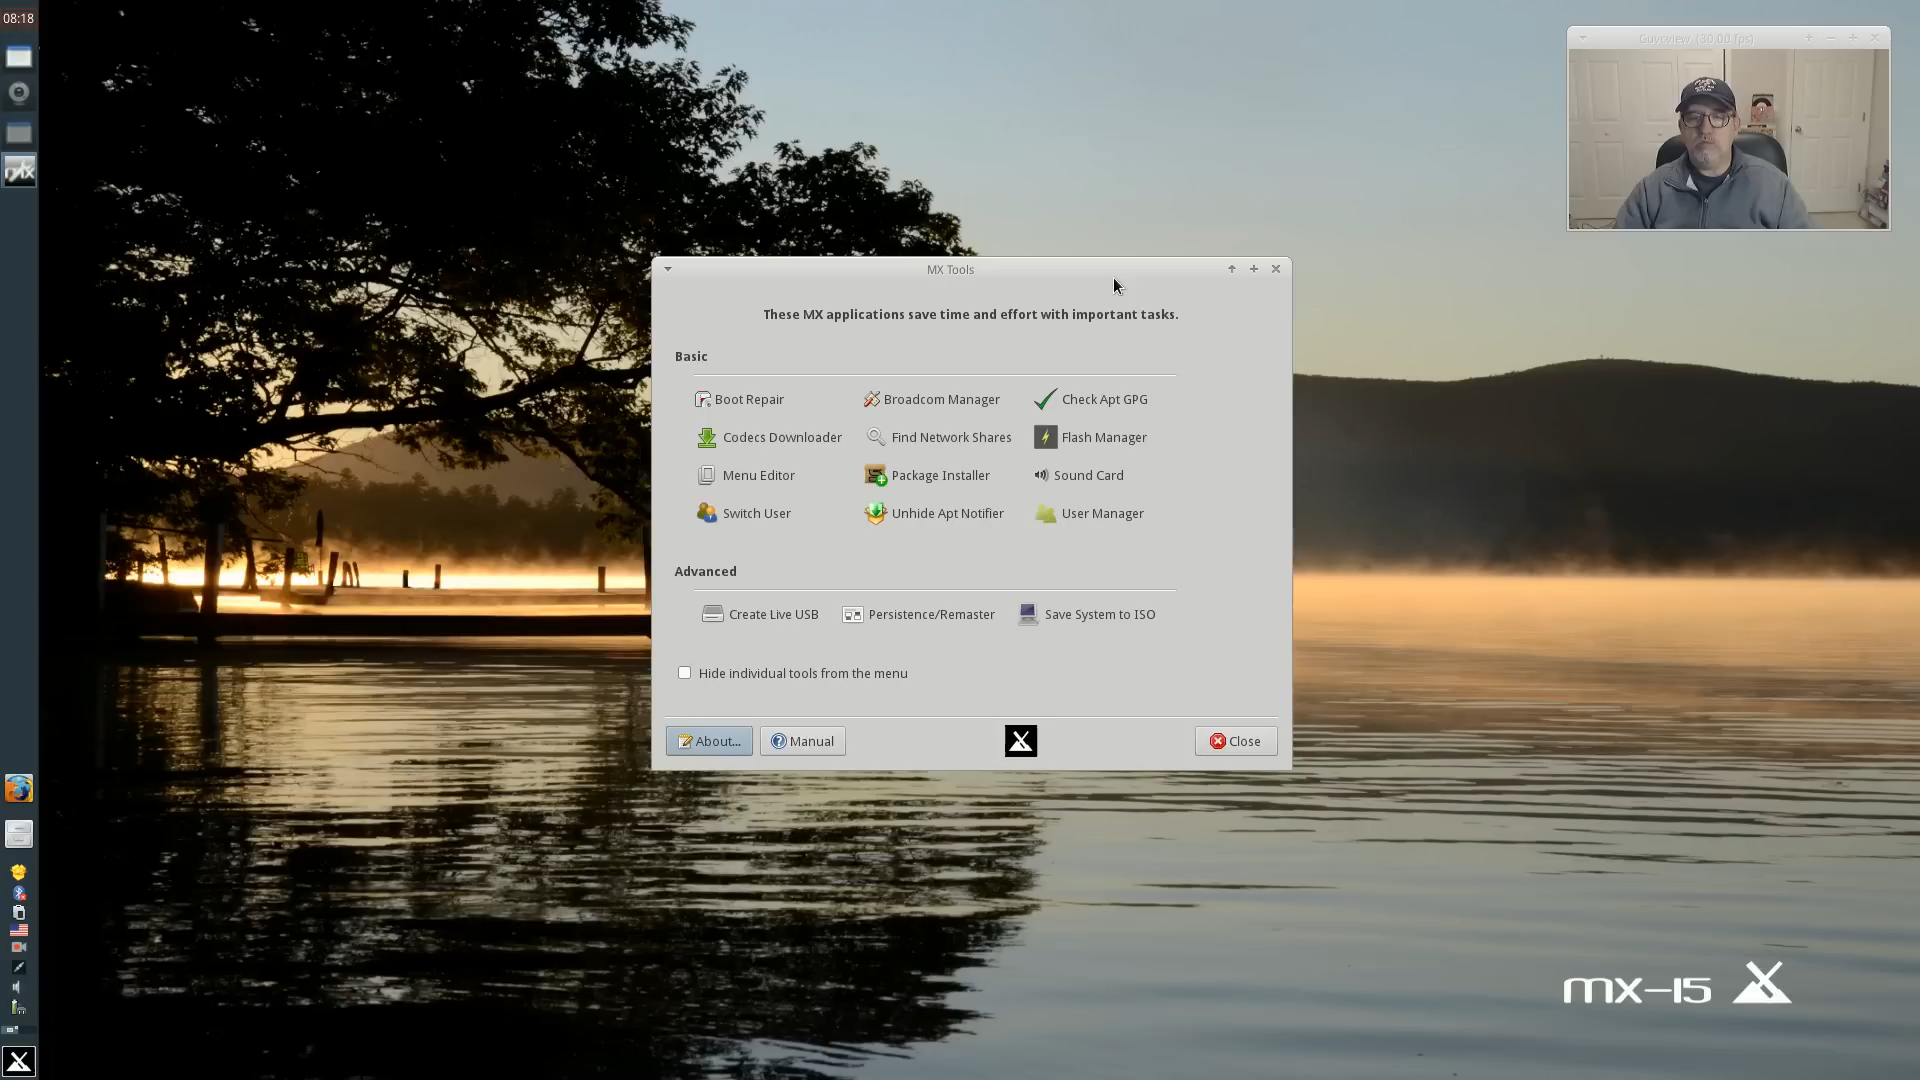 08:18
Guvcview (30.00 fps)
MX Tools
These MX applications save time and effort with important tasks.
Basic
Boot Repair
Broadcom Manager
Check Apt GPG
Codecs Downloader
Find Network Shares
Flash Manager
Menu Editor
Package Installer
Sound Card
Switch User
Unhide Apt Notifier
User Manager
Advanced
Create Live USB
Persistence/Remaster
Save System to ISO
Hide individual tools from the menu
About...
Manual
Close
mx-15